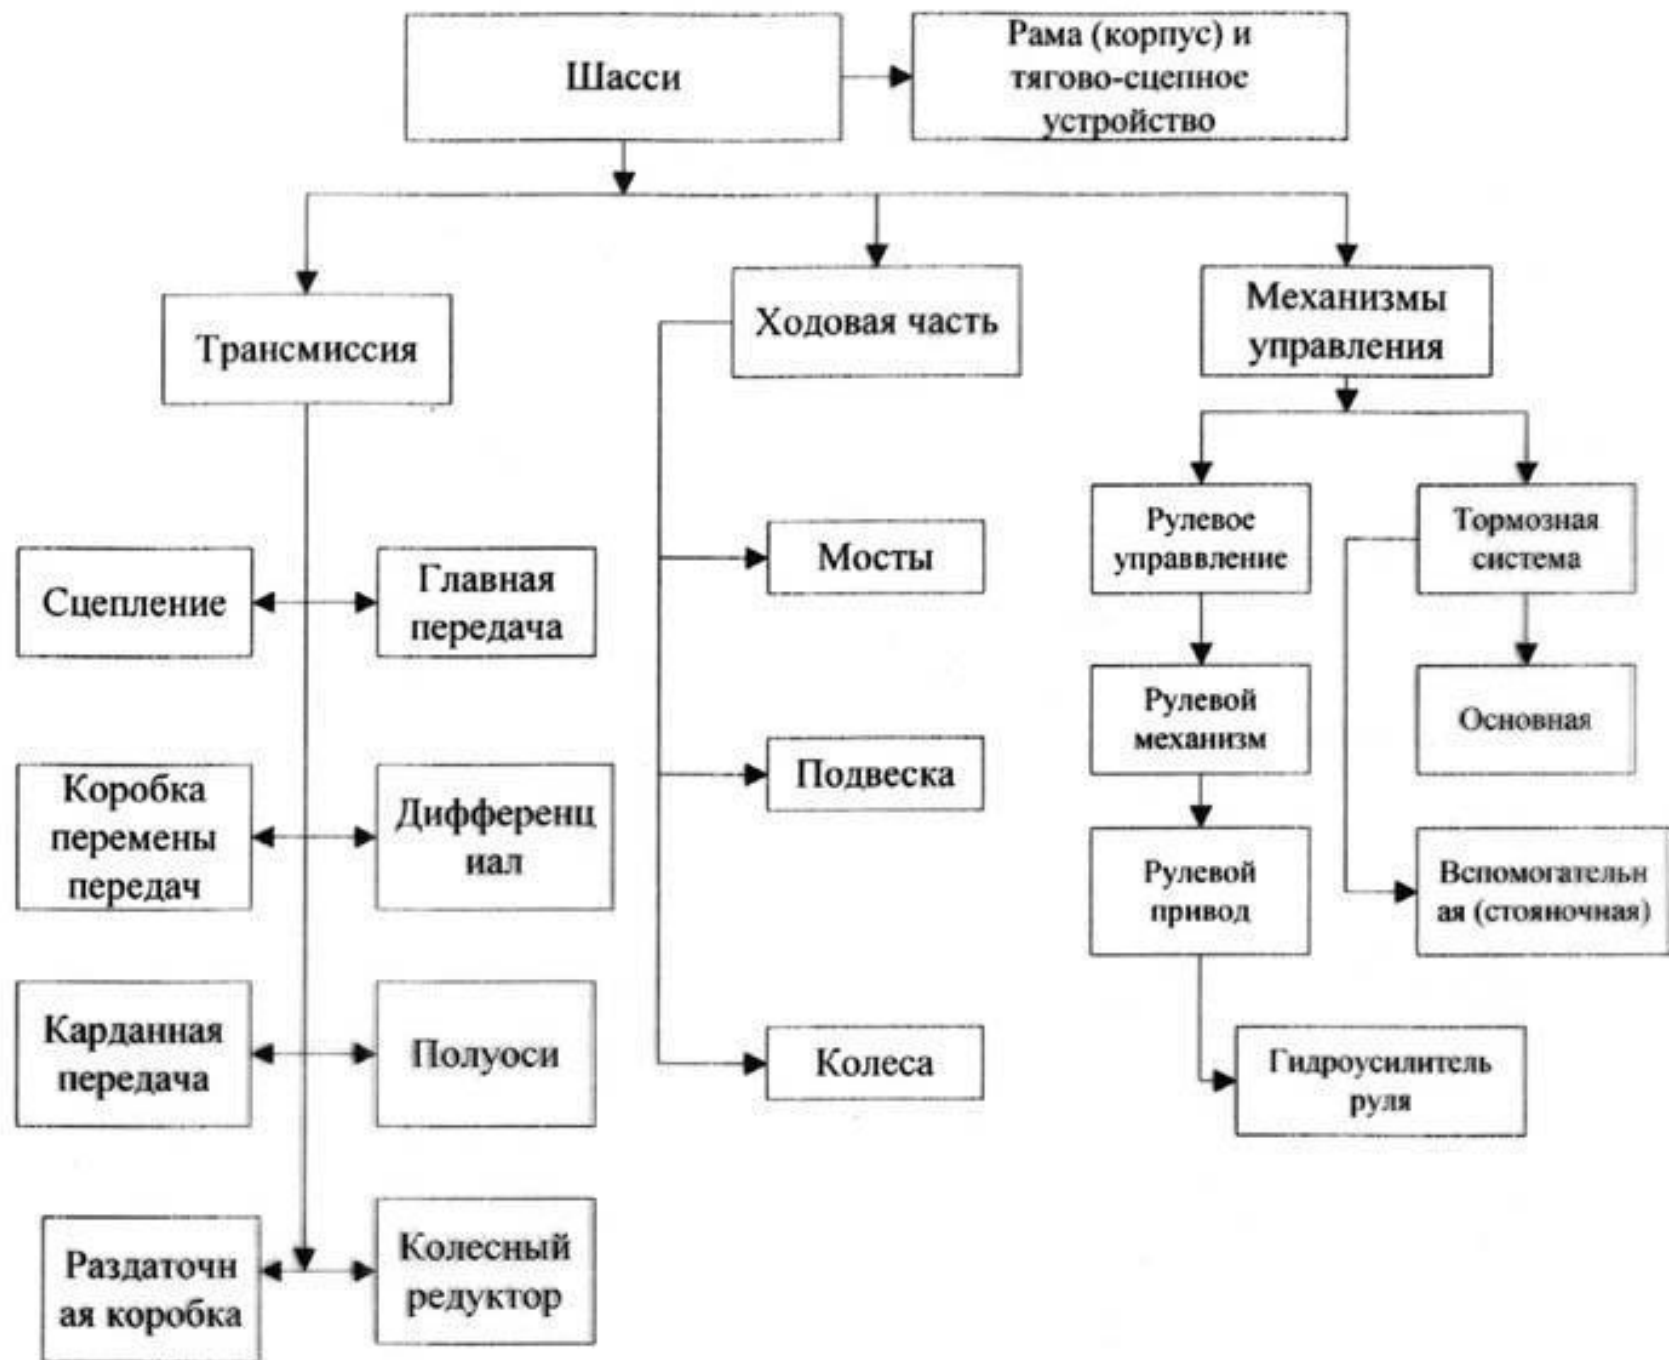 Шасси
Рама (корпус) и
тягово-сцепное
устройство
Трансмиссия
Ходовая часть
Механизмы
управления
Сцепление
Главная
передача
Коробка
перемены
передач
Дифференц
иал
Карданная
передача
Полуоси
Раздаточн
ая коробка
Колесный
редуктор
Мосты
Подвеска
Колеса
Рулевое
управвление
Рулевой
механизм
Рулевой
привод
Гидроусилитель
руля
Тормозная
система
Основная
Вспомогательн
ая (стояночная)